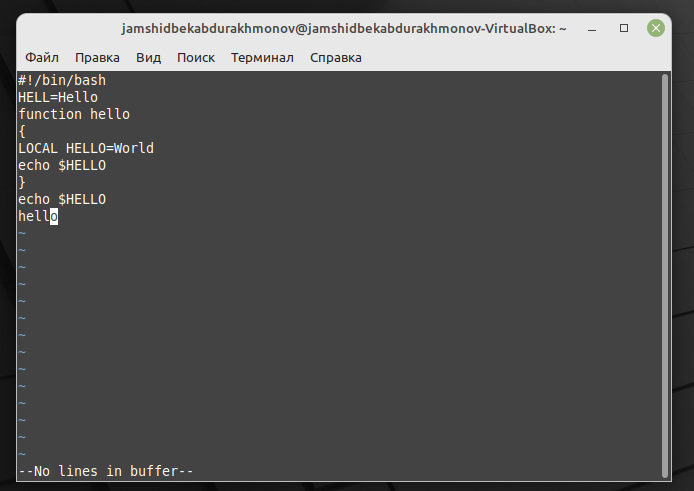 jamshidbekabdurakhmonov@jamshidbekabdurakhmonov-VirtualBox: ~
Файл Правка Вид Поиск Терминал Справка
#!/bin/bash
HELL=Hello
function hello
{
LOCAL HELLO=World
echo $HELLO
}
echo $HELLO
hello
~
~
~
~
~
~
~
~
~
~
~
~
~
~
--No lines in buffer--